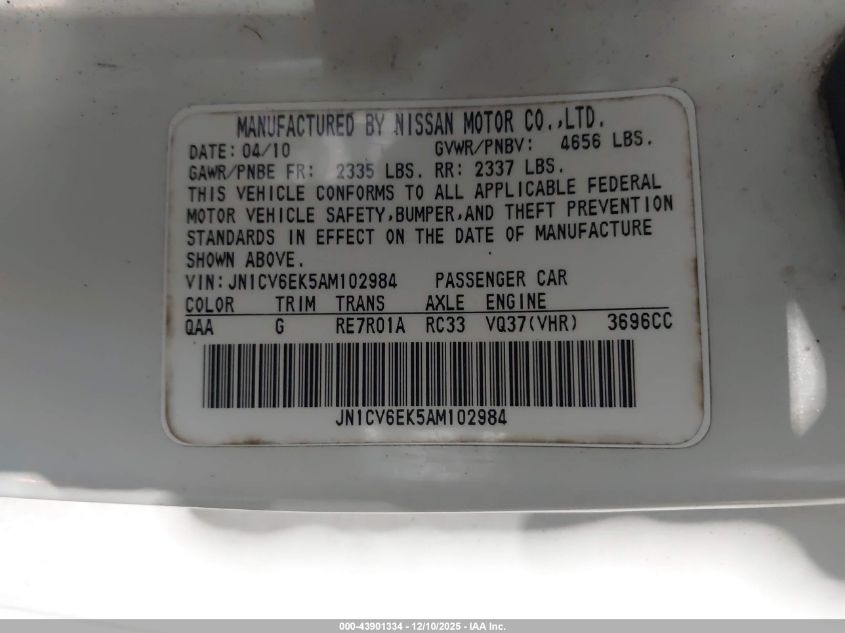 MANUFACTURED BY NISSAN MOTOR CO.,LTD.
DATE: 04/10 GVWR/PNBV: 4656 LBS.
GAWR/PNBE FR: 2335 LBS. RR: 2337 LBS.
THIS VEHICLE CONFORMS TO ALL APPLICABLE FEDERAL
MOTOR VEHICLE SAFETY,BUMPER,AND THEFT PREVENTION
STANDARDS IN EFFECT ON THE DATE OF MANUFACTURE
SHOWN ABOVE.
VIN:JN1CV6EK5AM102984 PASSENGER CAR
COLOR TRIM TRANS AXLE ENGINE
QAA G RE7R01A RC33 VQ37(VHR) 3696CC
JN1CV6EK5AM102984
000-43901334 - 12/10/2025 - IAA Inc.